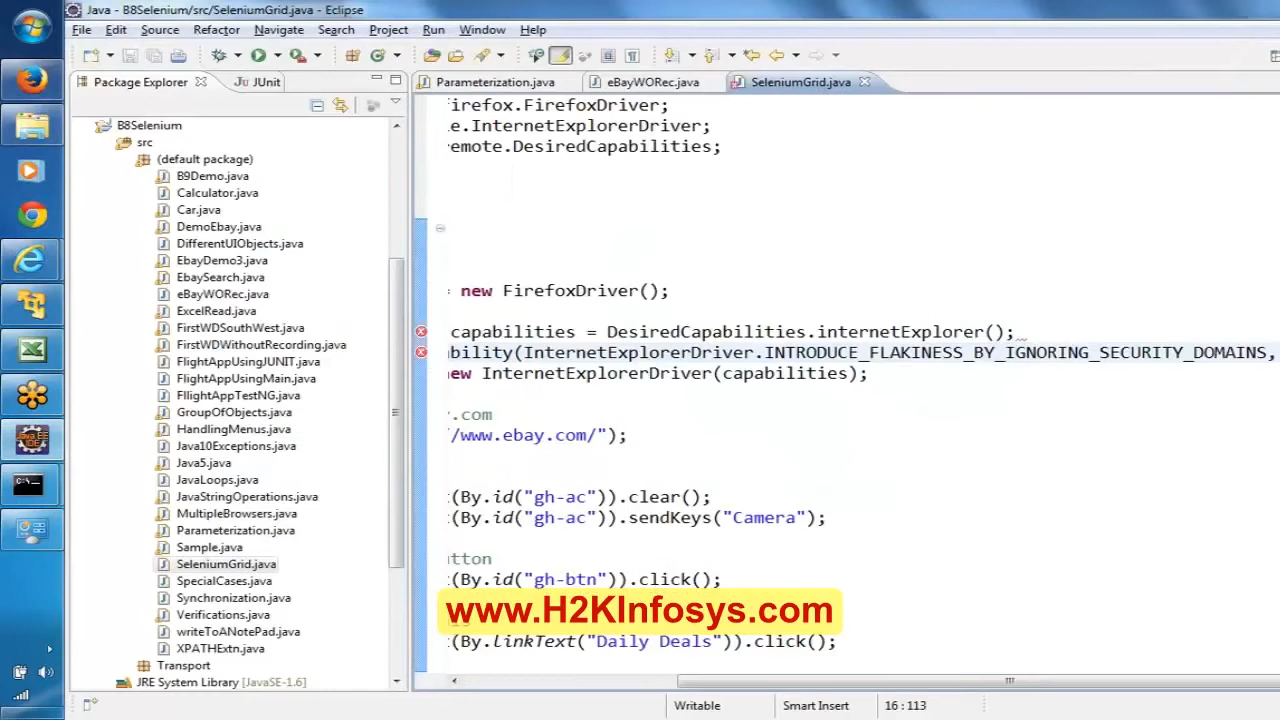 Java - B8Selenium/src/SeleniumGrid.java - Eclipse
File Edit Source Refactor Navigate Search Project Run Window Help
Package Explorer JUnit
Parameterization.java eBayWORec.java SeleniumGrid.java
B8Selenium
src
(default package)
B9Demo.java
Calculator.java
Car.java
DemoEbay.java
DifferentUIObjects.java
EbayDemo3.java
EbaySearch.java
eBayWORec.java
ExcelRead.java
FirstWDSouthWest.java
FirstWDWithoutRecording.java
FlightAppUsingJUNIT.java
FlightAppUsingMain.java
FllightAppTestNG.java
GroupOfObjects.java
HandlingMenus.java
Java10Exceptions.java
Java5.java
JavaLoops.java
JavaStringOperations.java
MultipleBrowsers.java
Parameterization.java
Sample.java
SeleniumGrid.java
SpecialCases.java
Synchronization.java
Verifications.java
writeToANotePad.java
XPATHExtn.java
Transport
JRE System Library [JavaSE-1.6]
irefox.FirefoxDriver;
e.InternetExplorerDriver;
emote.DesiredCapabilities;
= new FirefoxDriver();
capabilities = DesiredCapabilities.internetExplorer();
bility(InternetExplorerDriver.INTRODUCE_FLAKINESS_BY_IGNORING_SECURITY_DOMAINS,
new InternetExplorerDriver(capabilities);
y.com
//www.ebay.com/");
t(By.id("gh-ac")).clear();
t(By.id("gh-ac")).sendKeys("Camera");
utton
t(By.id("gh-btn")).click();
www.H2KInfosys.com
t(By.linkText("Daily Deals")).click();
Writable Smart Insert 16 : 113